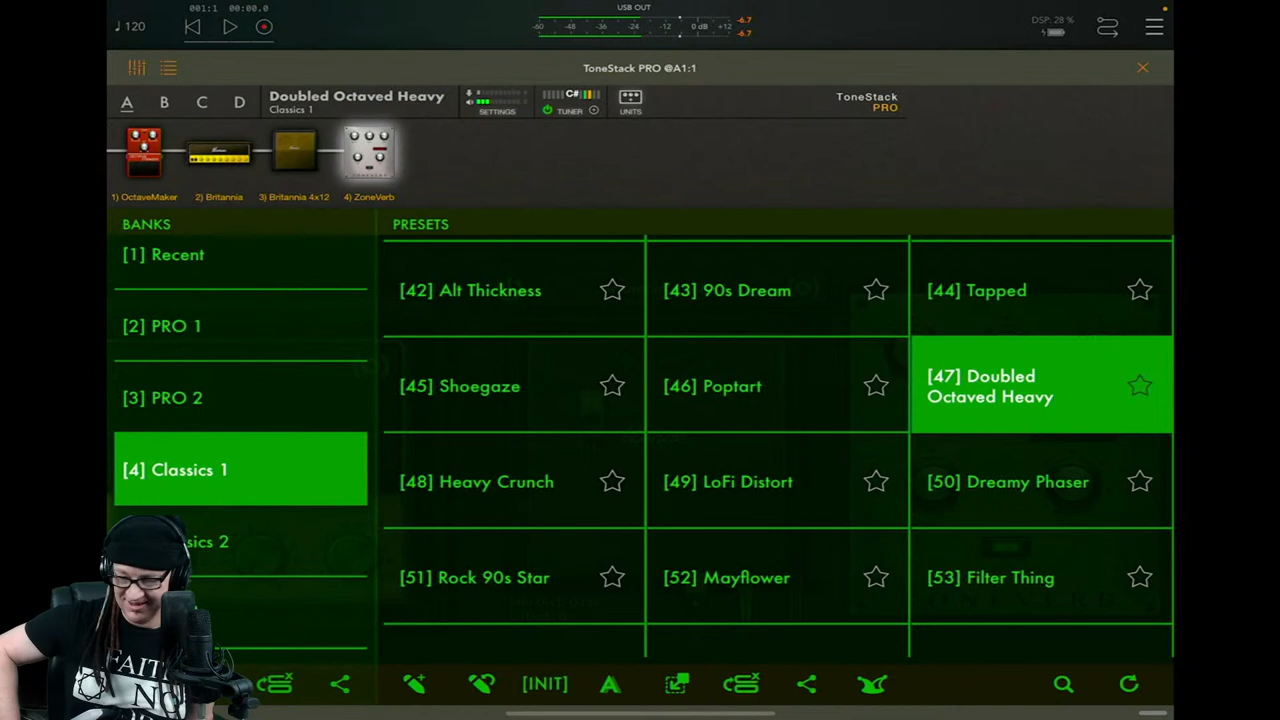 001:1 00:00.0
USB OUT
120
-60 -48 -36 -24 -12 0 dB +12
-6.7
-6.7
DSP: 28 %
ToneStack PRO @A1:1
A B C D
Doubled Octaved Heavy
Classics 1
SETTINGS
C#
TUNER
UNITS
ToneStack
PRO
1) OctaveMaker
2) Britannia
3) Britannia 4x12
4) ZoneVerb
BANKS
PRESETS
[1] Recent
[2] PRO 1
[3] PRO 2
[4] Classics 1
sics 2
[42] Alt Thickness
[43] 90s Dream
[44] Tapped
[45] Shoegaze
[46] Poptart
[47] Doubled
Octaved Heavy
[48] Heavy Crunch
[49] LoFi Distort
[50] Dreamy Phaser
[51] Rock 90s Star
[52] Mayflower
[53] Filter Thing
[INIT]
FAIT
NO